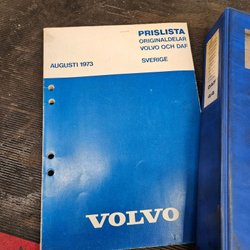 PRISLISTA
ORIGINALDELAR
VOLVO OCH DAF
AUGUSTI 1973
SVERIGE
VOLVO